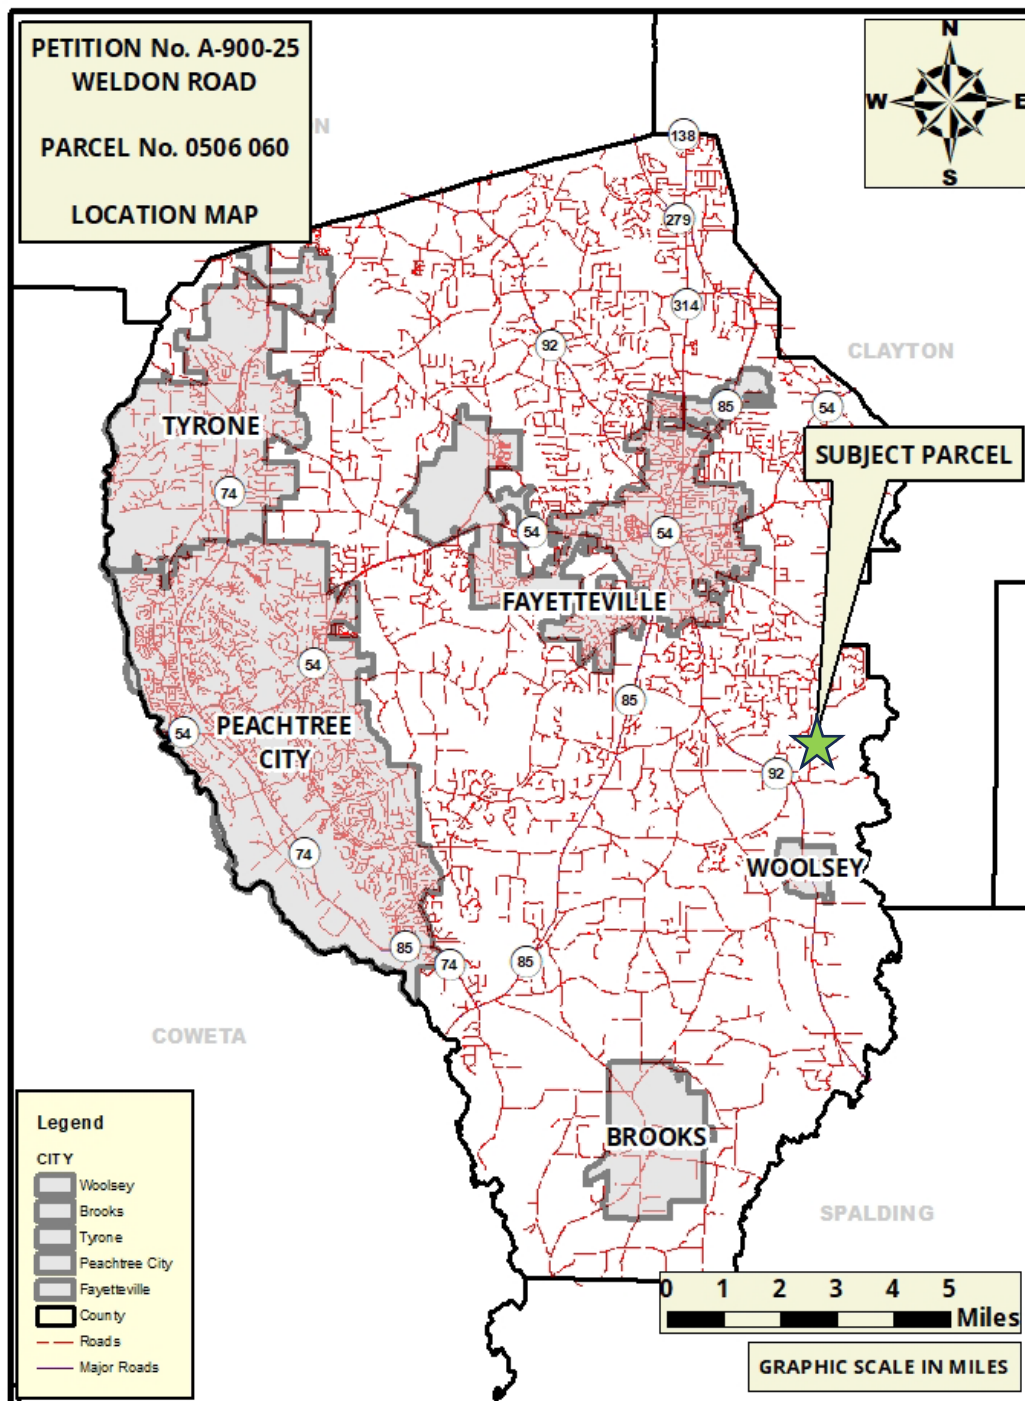 PETITION No. A-900-25
WELDON ROAD
PARCEL No. 0506 060
LOCATION MAP
N
W
E
S
N
138
279
314
92
CLAYTON
85
54
TYRONE
SUBJECT PARCEL
74
54
54
FAYETTEVILLE
54
85
PEACHTREE
CITY
54
92
74
WOOLSEY
85
74
85
COWETA
BROOKS
SPALDING
Legend
CITY
Woolsey
Brooks
Tyrone
Peachtree City
Fayetteville
County
Roads
Major Roads
0 1 2 3 4 5
Miles
GRAPHIC SCALE IN MILES